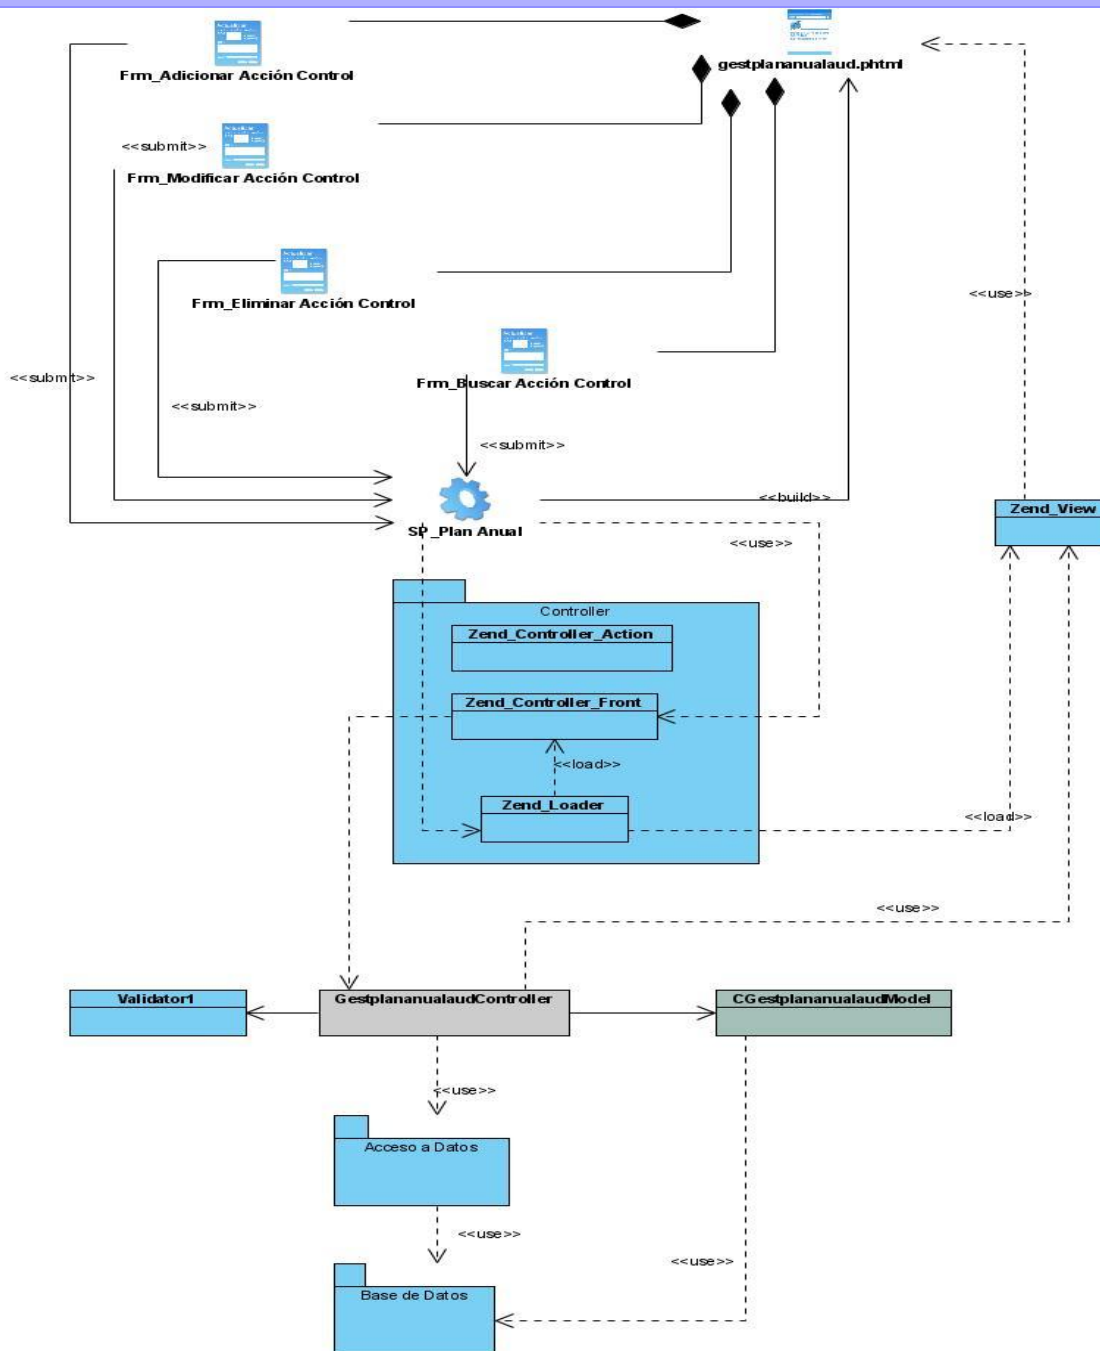 gestplananualaud.phtml
Frm_Adicionar Acción Control
<<submit>>
Frm_Modificar Acción Control
Frm_Eliminar Acción Control
<<use>>
<<submit>>
Frm_Buscar Acción Control
<<submit>>
<<submit>>
<<build>>
SP_Plan Anual
<<use>>
Zend_View
Controller
Zend_Controller_Action
Zend_Controller_Front
<<load>>
Zend_Loader
<<load>>
<<use>>
Validator1
GestplananualaudController
CGestplananualaudModel
<<use>>
Acceso a Datos
<<use>>
<<use>>
Base de Datos